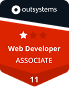 outsystems
Web Developer
ASSOCIATE
11